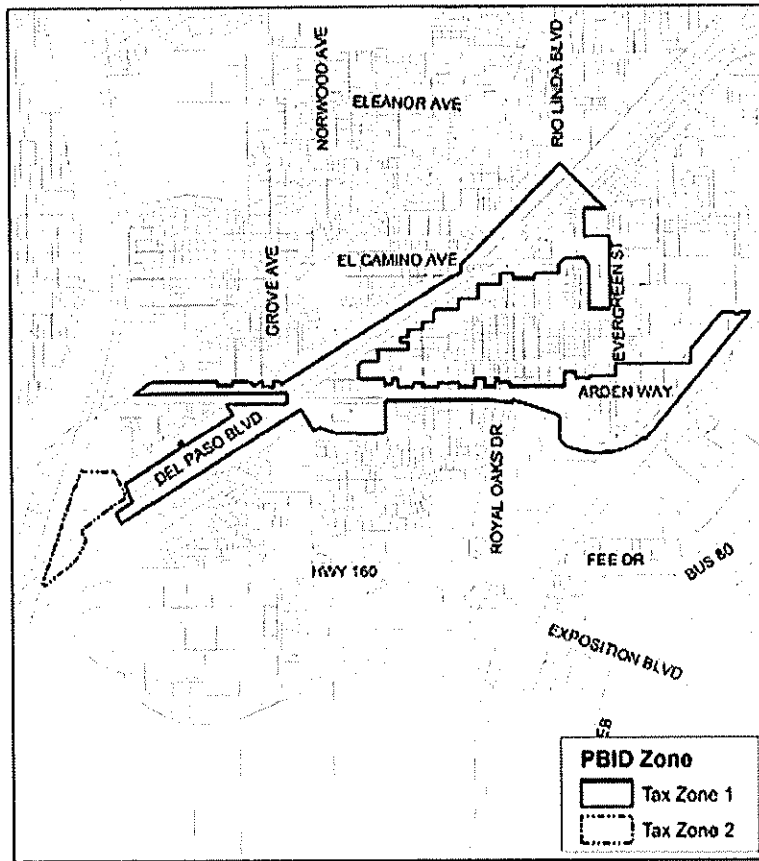 NORWOOD AVE
RIO LINDA BLVD
ELEANOR AVE
EL CAMINO AVE
GROVE AVE
EVERGREEN ST
ARDEN WAY
DEL PASO BLVD
ROYAL OAKS DR
HWY 160
FEE DR
BUS 80
EXPOSITION BLVD
PBID Zone
Tax Zone 1
Tax Zone 2